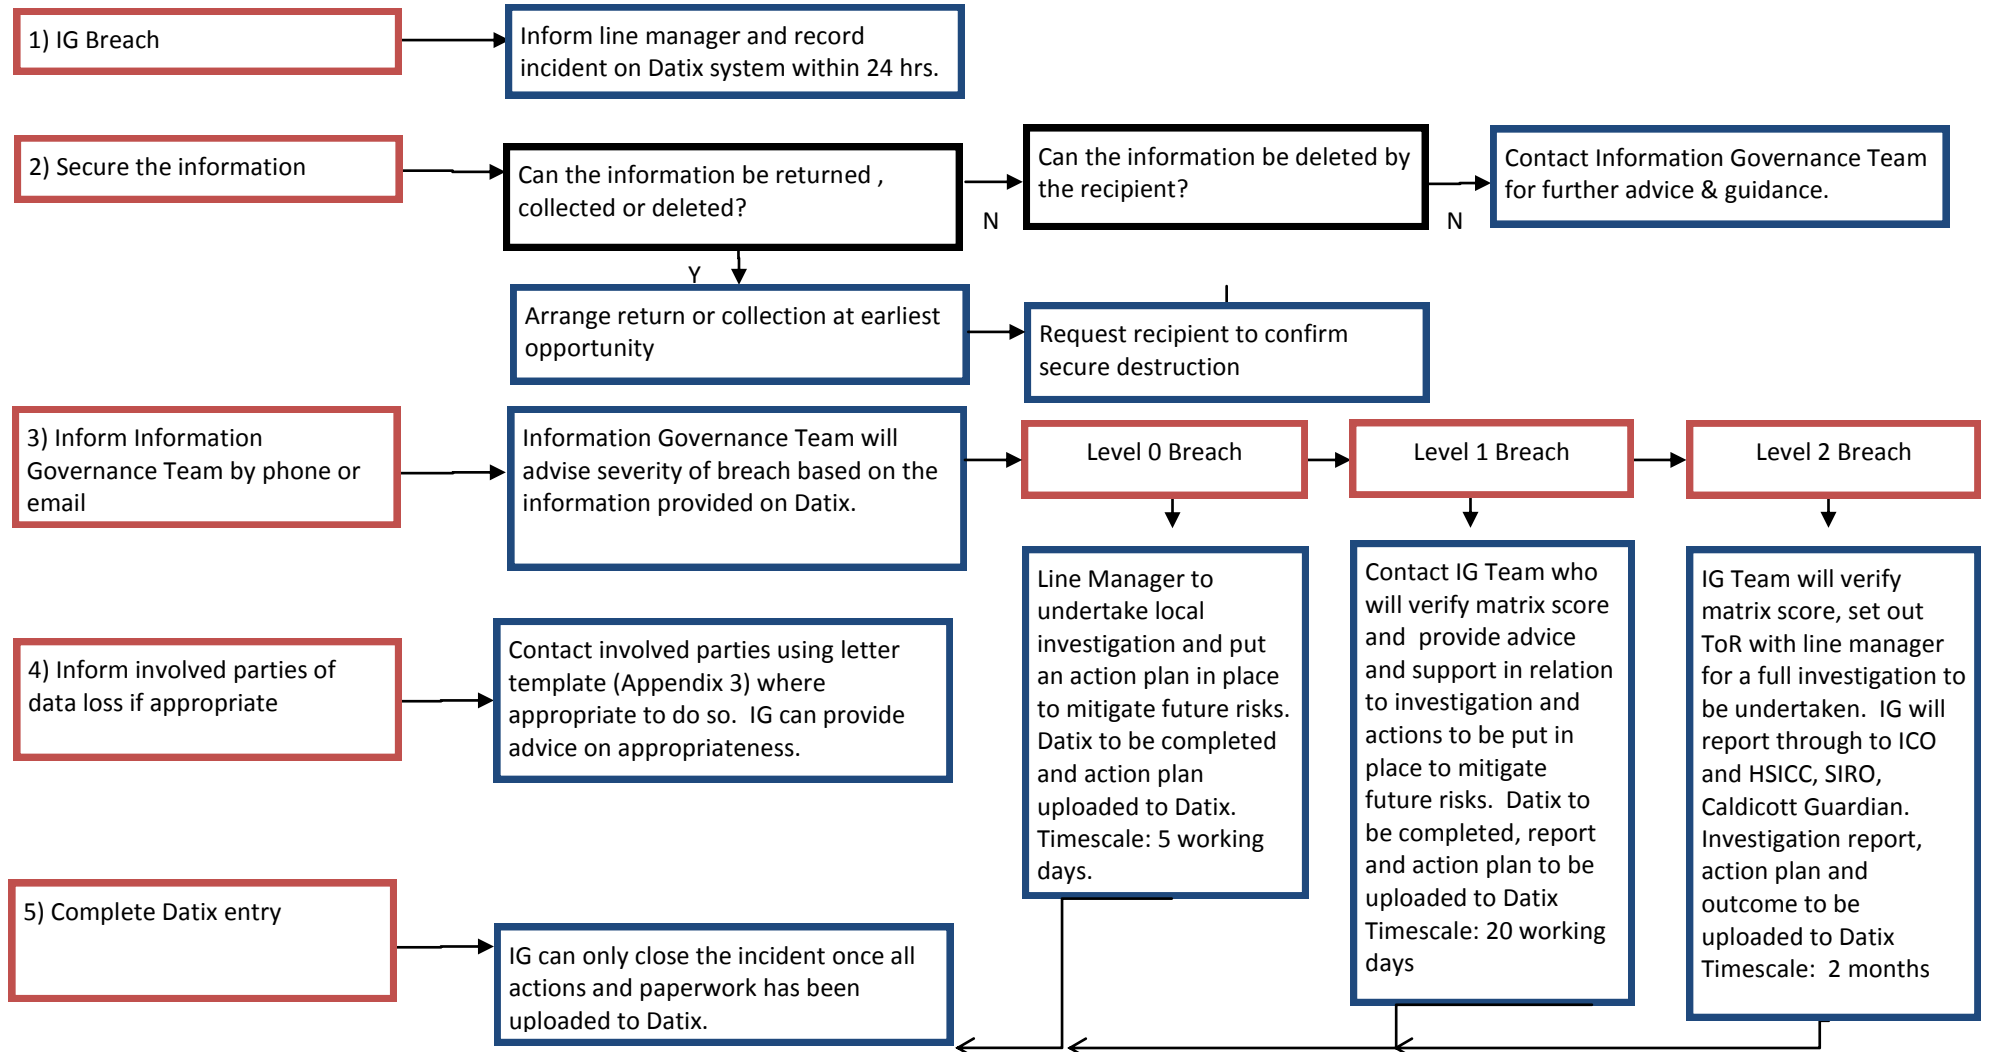 1) IG Breach
Inform line manager and record
incident on Datix system within 24 hrs.
2) Secure the information
Can the information be returned ,
collected or deleted?
N
Can the information be deleted by
the recipient?
N
Contact Information Governance Team
for further advice & guidance.
Y
Arrange return or collection at earliest
opportunity
Request recipient to confirm
secure destruction
3) Inform Information
Governance Team by phone or
email
Information Governance Team will
advise severity of breach based on the
information provided on Datix.
Level 0 Breach
Level 1 Breach
Level 2 Breach
Line Manager to
undertake local
investigation and put
an action plan in place
to mitigate future risks.
Datix to be completed
and action plan
uploaded to Datix.
Timescale: 5 working
days.
Contact IG Team who
will verify matrix score
and  provide advice
and support in relation
to investigation and
actions to be put in
place to mitigate
future risks.  Datix to
be completed, report
and action plan to be
uploaded to Datix
Timescale: 20 working
days
IG Team will verify
matrix score, set out
ToR with line manager
for a full investigation to
be undertaken.  IG will
report through to ICO
and HSICC, SIRO,
Caldicott Guardian.
Investigation report,
action plan and
outcome to be
uploaded to Datix
Timescale:  2 months
4) Inform involved parties of
data loss if appropriate
Contact involved parties using letter
template (Appendix 3) where
appropriate to do so.  IG can provide
advice on appropriateness.
5) Complete Datix entry
IG can only close the incident once all
actions and paperwork has been
uploaded to Datix.